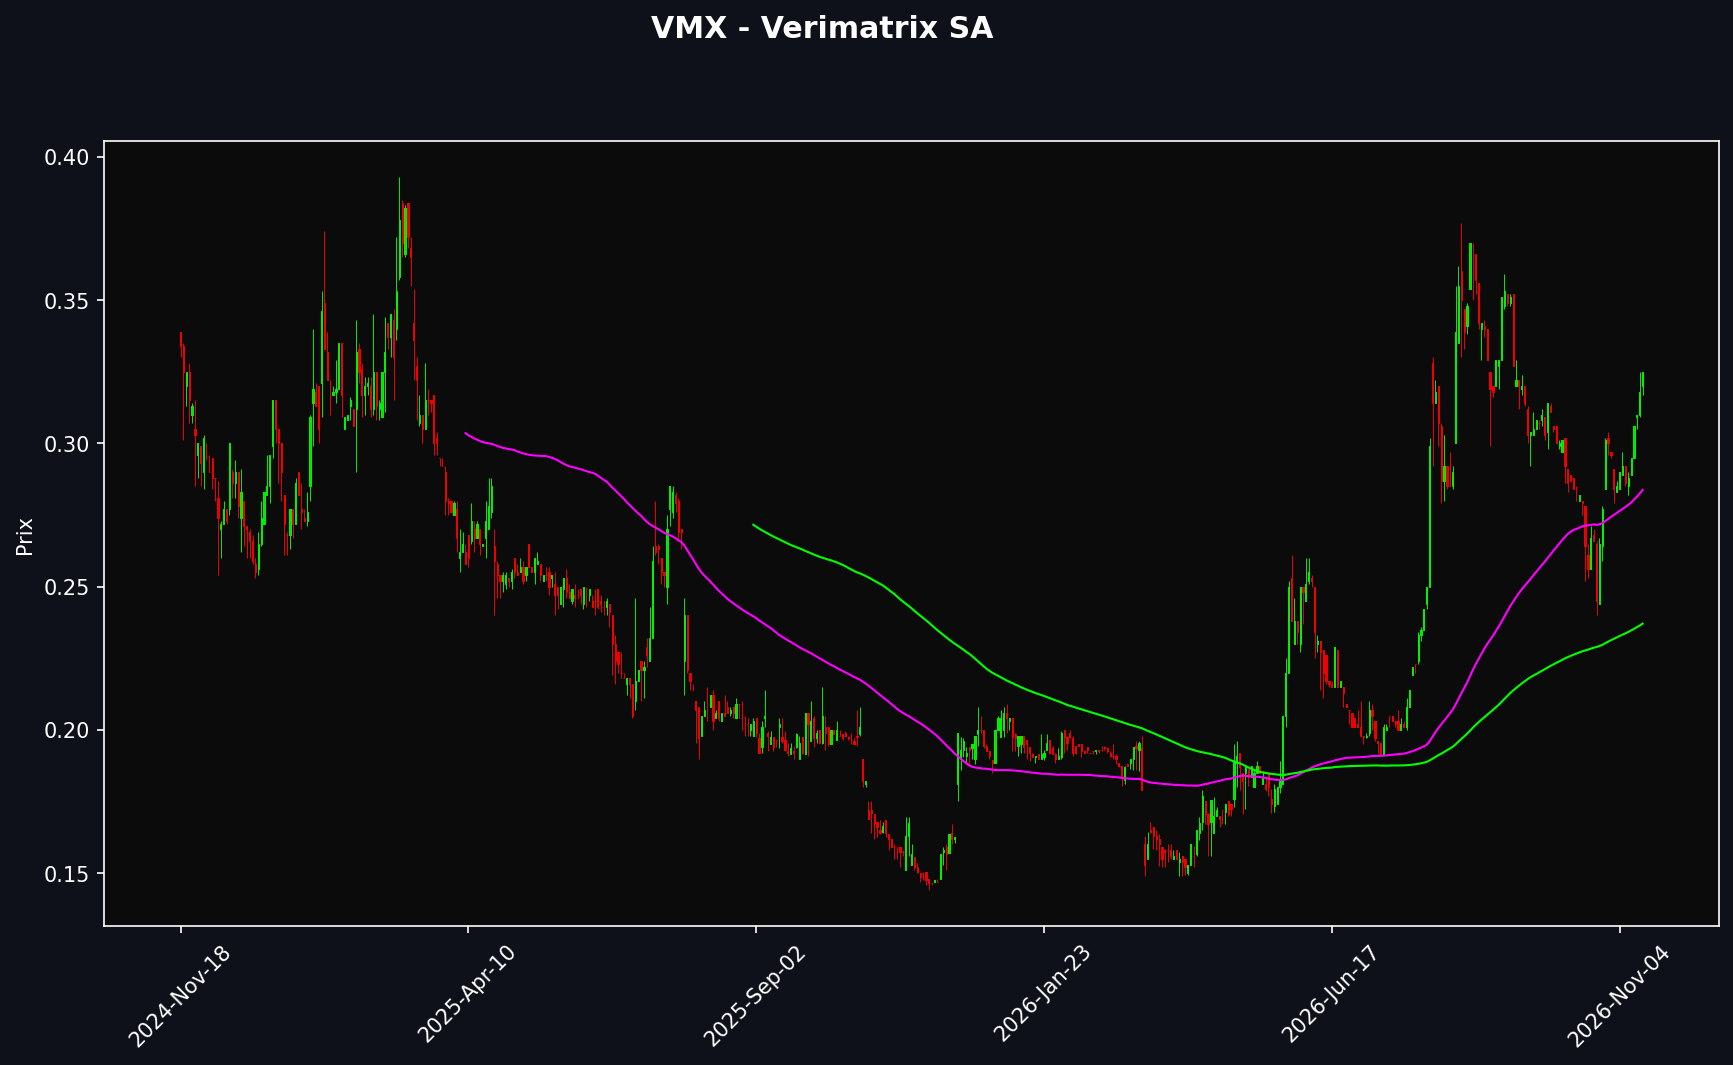 VMX - Verimatrix SA
Prix
0.40
0.35
0.30
0.25
0.20
0.15
2024-Nov-18
2025-Apr-10
2025-Sep-02
2026-Jan-23
2026-Jun-17
2026-Nov-04